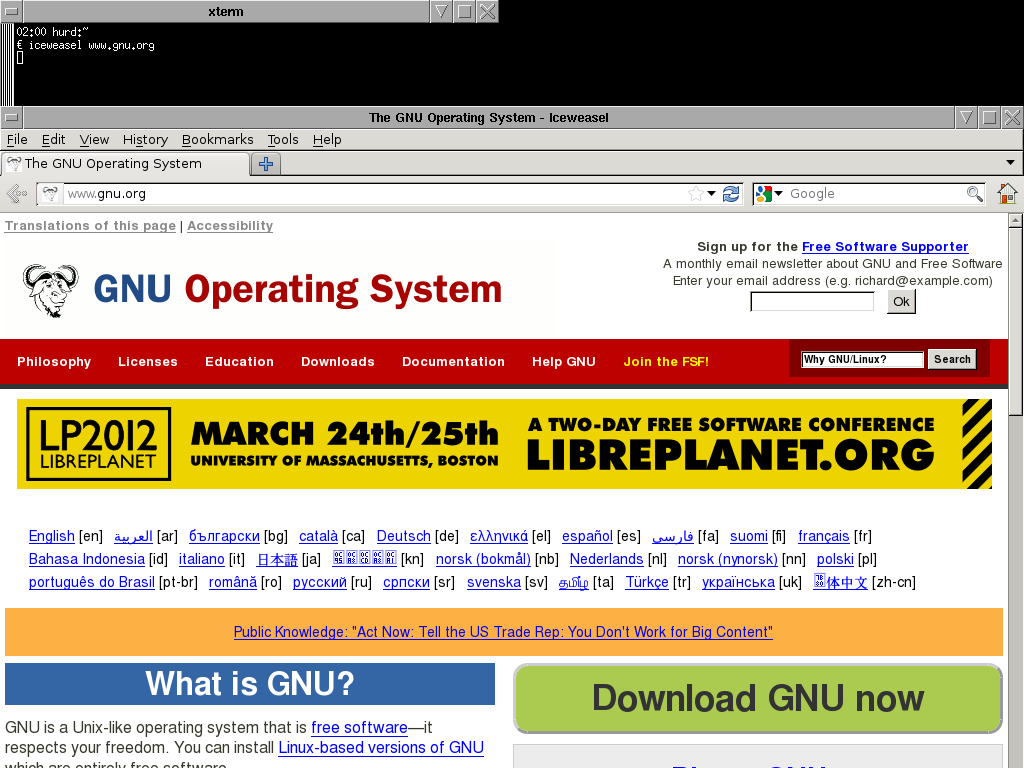 xterm
02:00 hurd:~
€ iceweasel www.gnu.org
The GNU Operating System - Iceweasel
File Edit View History Bookmarks Tools Help
The GNU Operating System
www.gnu.org
Google
Translations of this page | Accessibility
Sign up for the Free Software Supporter
A monthly email newsletter about GNU and Free Software
Enter your email address (e.g. richard@example.com)
Ok
GNU Operating System
Philosophy Licenses Education Downloads Documentation Help GNU Join the FSF!
Why GNU/Linux? Search
LP2012
LIBREPLANET
MARCH 24th/25th
UNIVERSITY OF MASSACHUSETTS, BOSTON
A TWO-DAY FREE SOFTWARE CONFERENCE
LIBREPLANET.ORG
English [en] العربية [ar] български [bg] català [ca] Deutsch [de] ελληνικά [el] español [es] فارسی [fa] suomi [fi] français [fr]
Bahasa Indonesia [id] italiano [it] 日本語 [ja] [kn] norsk (bokmål) [nb] Nederlands [nl] norsk (nynorsk) [nn] polski [pl]
português do Brasil [pt-br] română [ro] русский [ru] српски [sr] svenska [sv] தமிழ் [ta] Türkçe [tr] українська [uk] 体中文 [zh-cn]
Public Knowledge: "Act Now: Tell the US Trade Rep: You Don't Work for Big Content"
What is GNU?
GNU is a Unix-like operating system that is free software—it
respects your freedom. You can install Linux-based versions of GNU
which are entirely free software.
Download GNU now